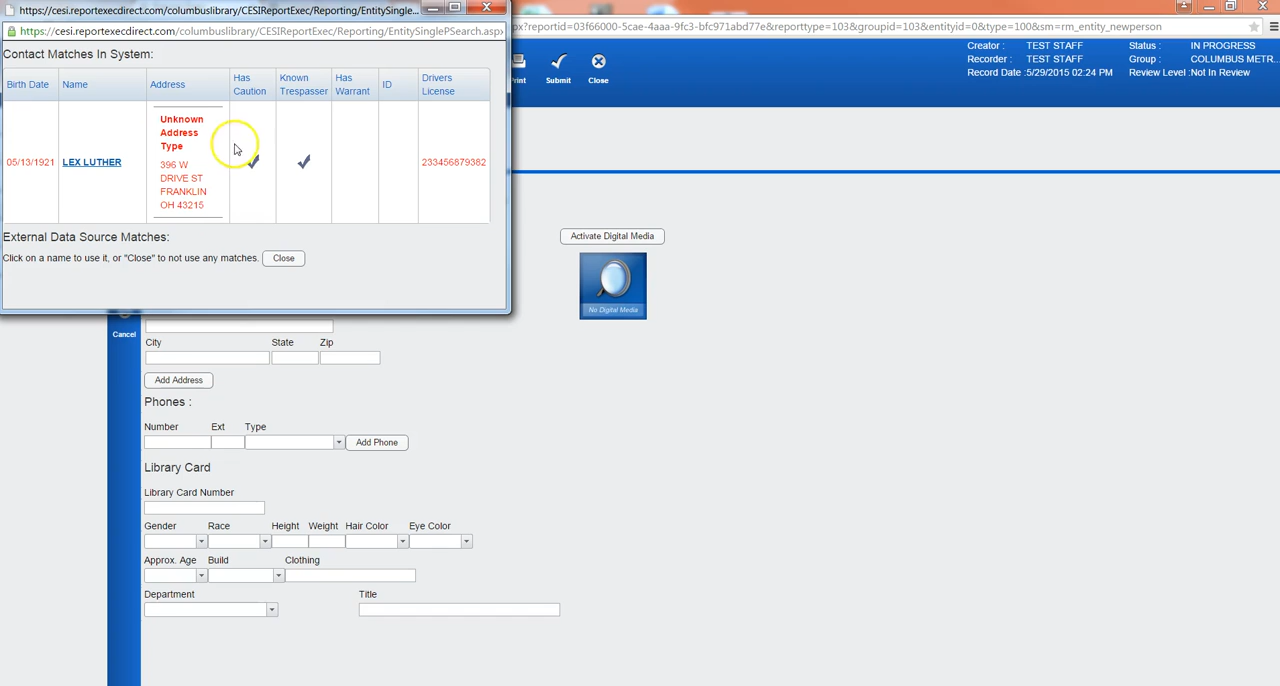 https://cesi.reportexecdirect.com/columbuslibrary/CESIReportExec/Reporting/EntitySingle...
https://cesi.reportexecdirect.com/columbuslibrary/CESIReportExec/Reporting/EntitySinglePSearch.aspx
px?reportid=03f66000-5cae-4aaa-9fc3-bfc971abd77e&groupid=103&entityid=0&type=100&sm=rm_entity_newperson
Creator : TEST STAFF Status : IN PROGRESS
Recorder : TEST STAFF Group : COLUMBUS METR...
Record Date :5/29/2015 02:24 PM Review Level :Not In Review
Print Submit Close
Contact Matches In System:
Birth Date Name Address Has Caution Known Trespasser Has Warrant ID Drivers License
Unknown
Address
Type
05/13/1921 LEX LUTHER 396 W 233456879382
DRIVE ST
FRANKLIN
OH 43215
External Data Source Matches:
Click on a name to use it, or "Close" to not use any matches. Close
Activate Digital Media
No Digital Media
Cancel
City State Zip
Add Address
Phones :
Number Ext Type
Add Phone
Library Card
Library Card Number
Gender Race Height Weight Hair Color Eye Color
Approx. Age Build Clothing
Department Title